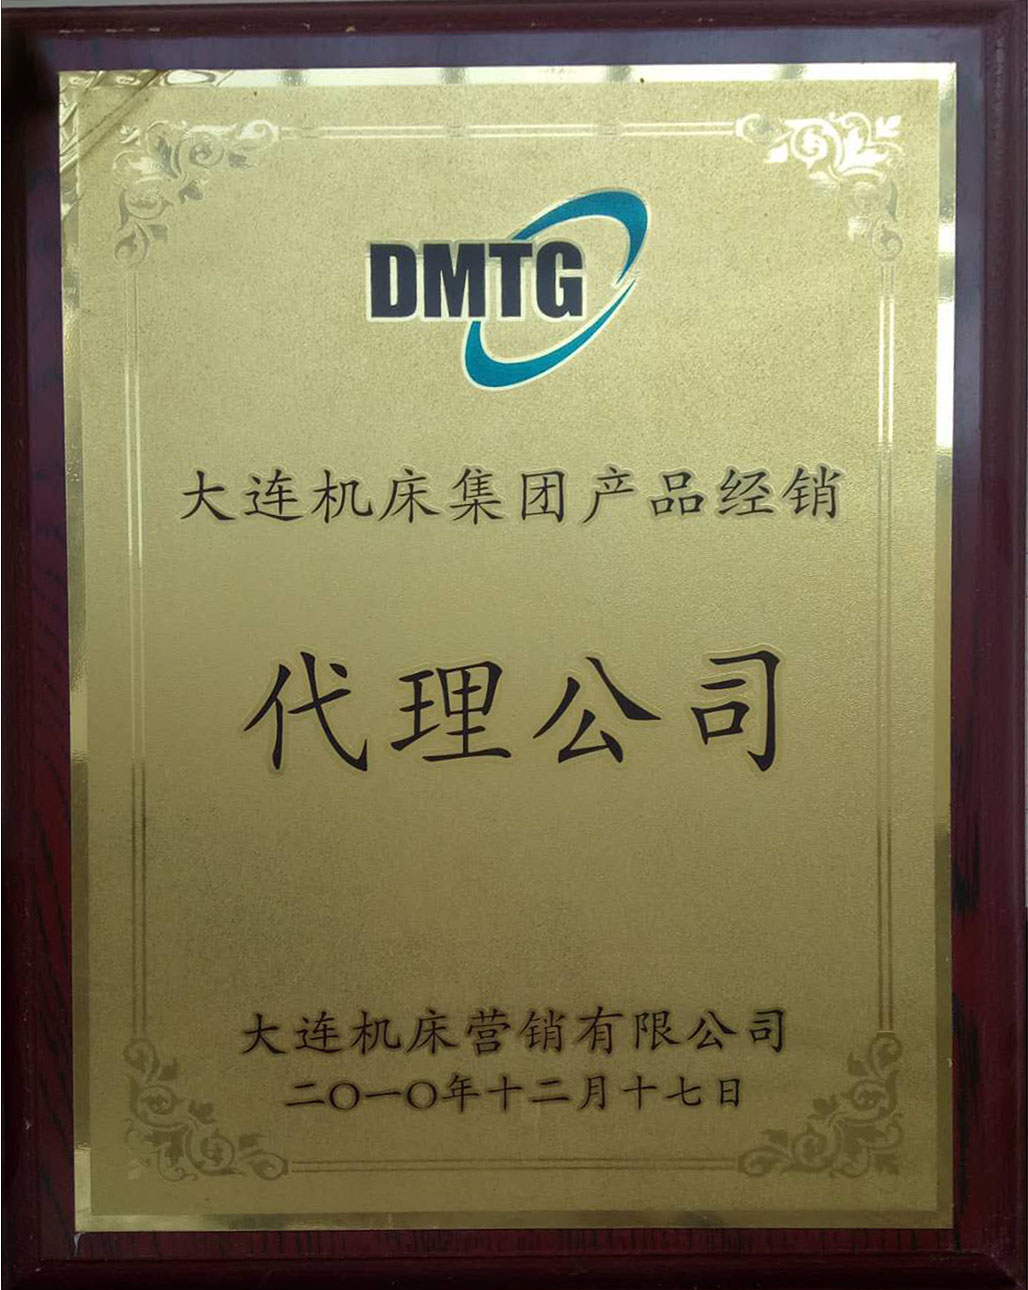 DMTG
大连机床集团产品经销
代理公司
大连机床营销有限公司
二〇一〇年十二月十七日